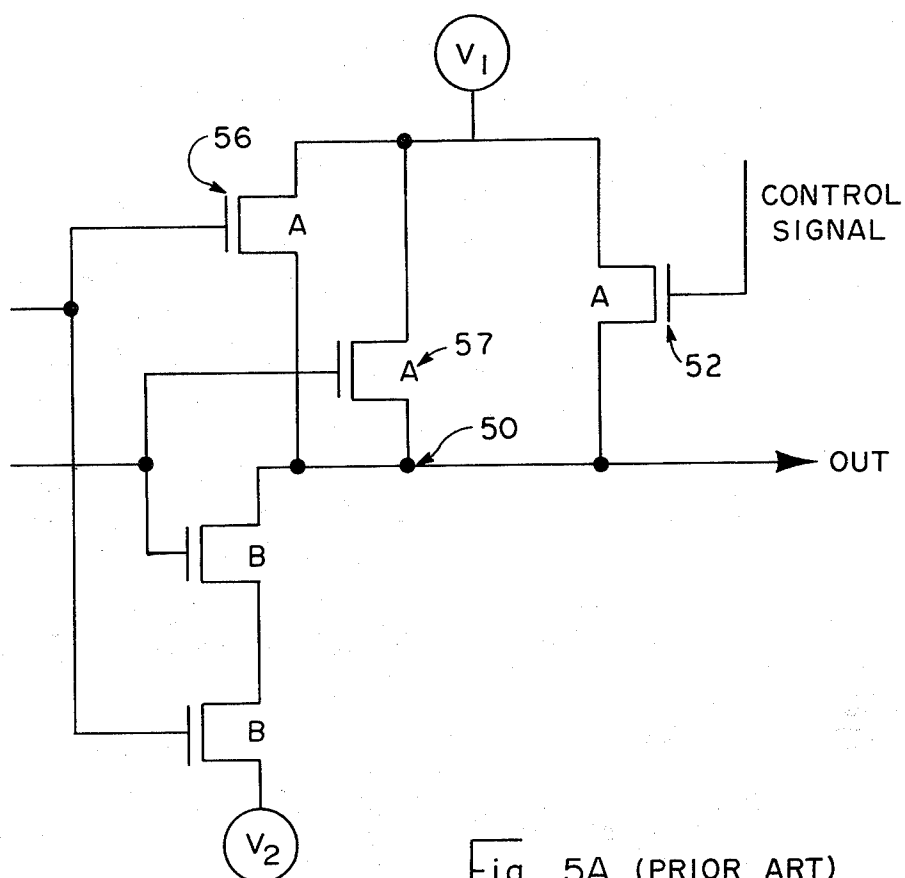 V1
56
A
CONTROL
SIGNAL
A
A
57
52
50
OUT
B
B
V2
Fig 5A (PRIOR ART)